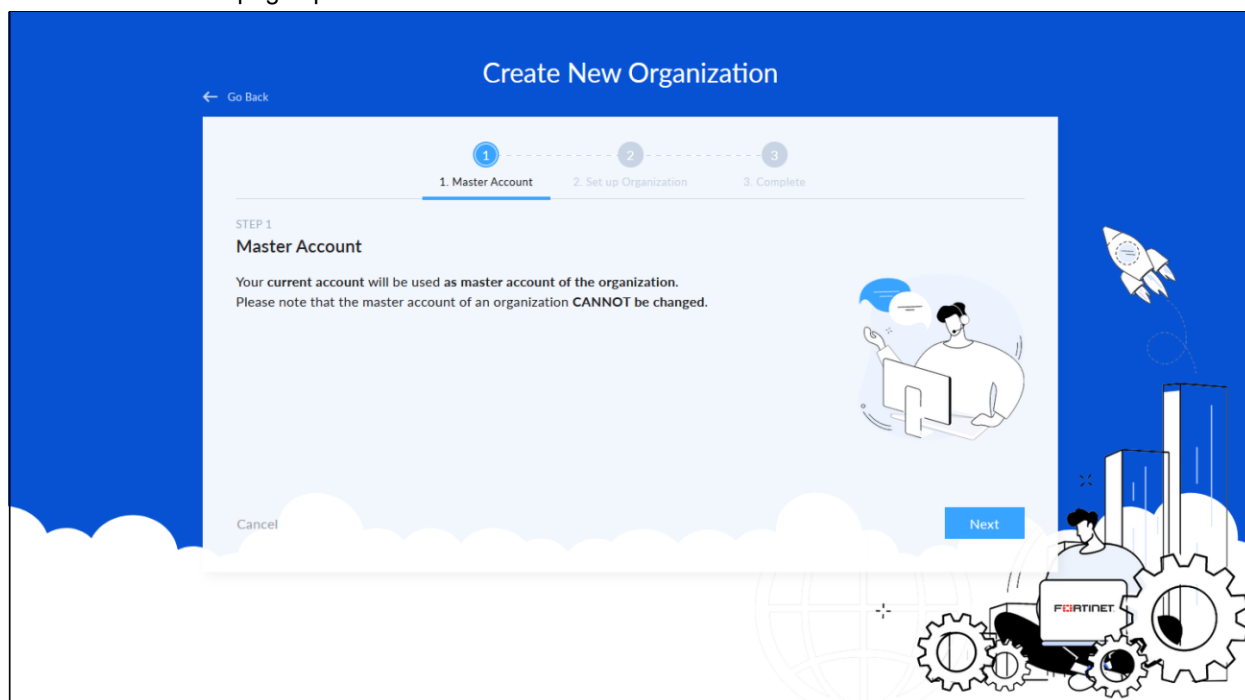 Create New Organization
← Go Back
1
2
3
1. Master Account
2. Set up Organization
3. Complete
STEP 1
Master Account
Your current account will be used as master account of the organization.
Please note that the master account of an organization CANNOT be changed.
Cancel
Next
FORTINET